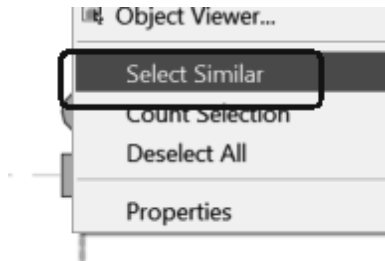 Object Viewer...
Select Similar
Count Selection
Deselect All
Properties